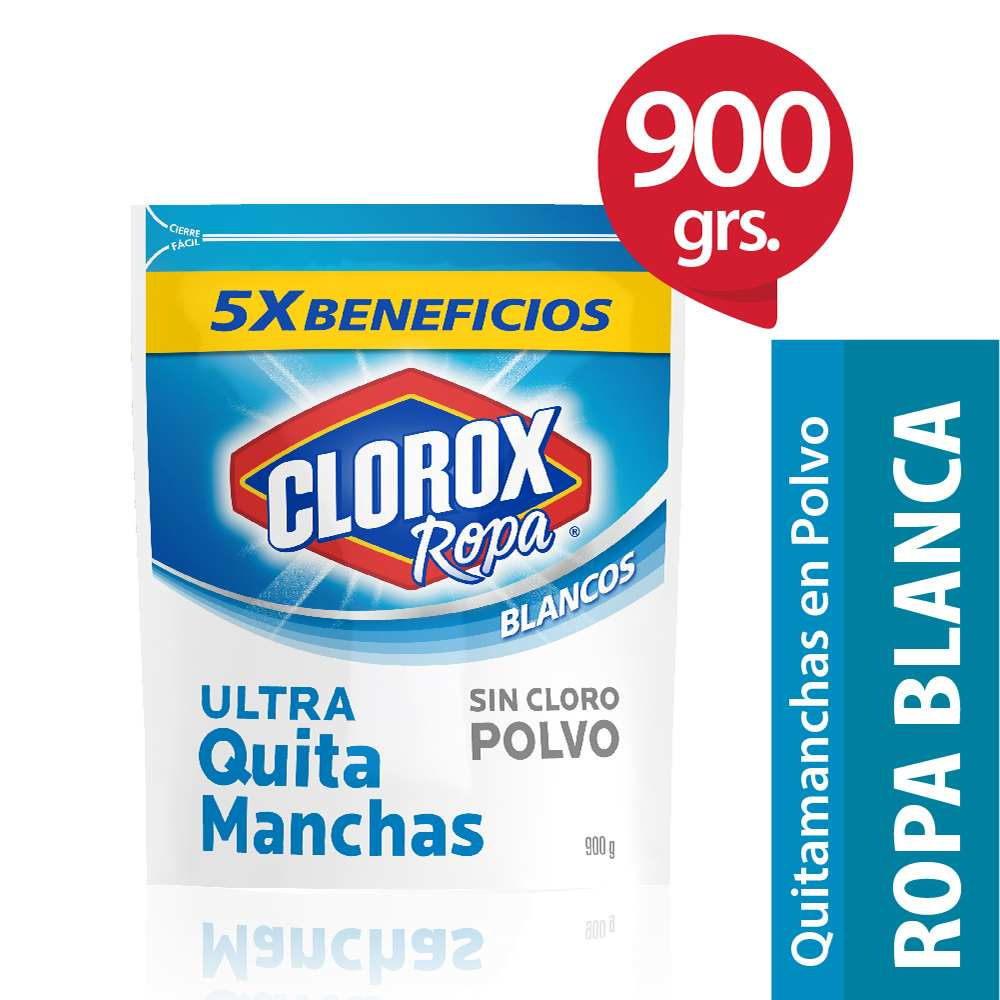 900
grs.
CIERRE
FÁCIL
5X BENEFICIOS
CLOROX
Ropa ®
BLANCOS
ULTRA
Quita
Manchas
SIN CLORO
POLVO
900 g
Quitamanchas en Polvo
ROPA BLANCA